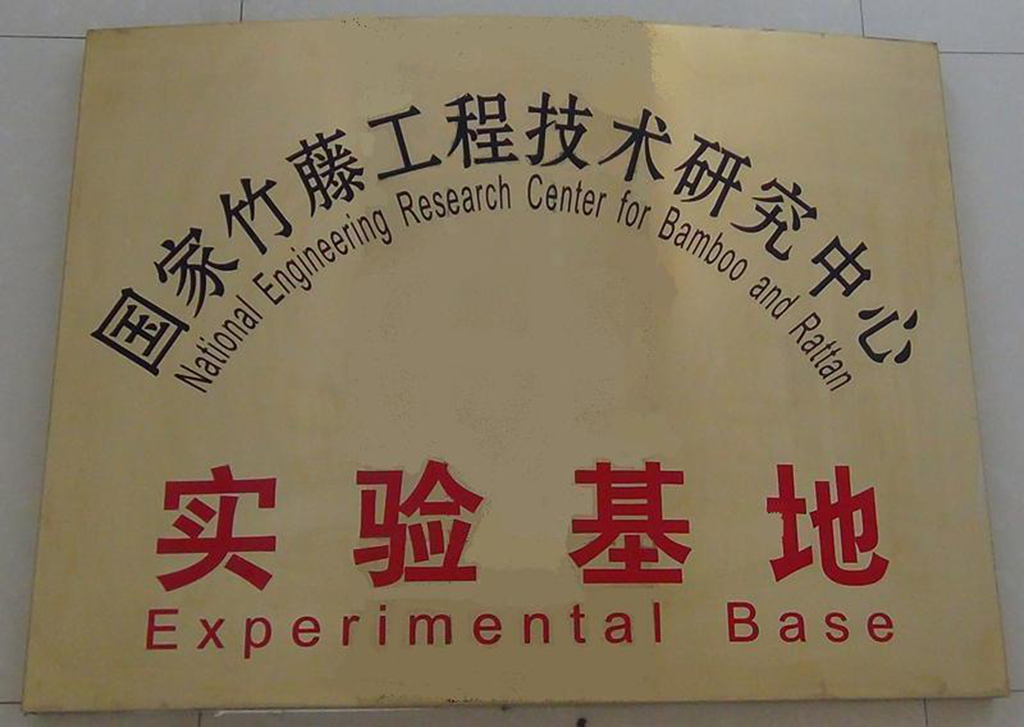 国家竹藤工程技术研究中心
National Engineering Research Center for Bamboo and Rattan
实验基地
Experimental Base